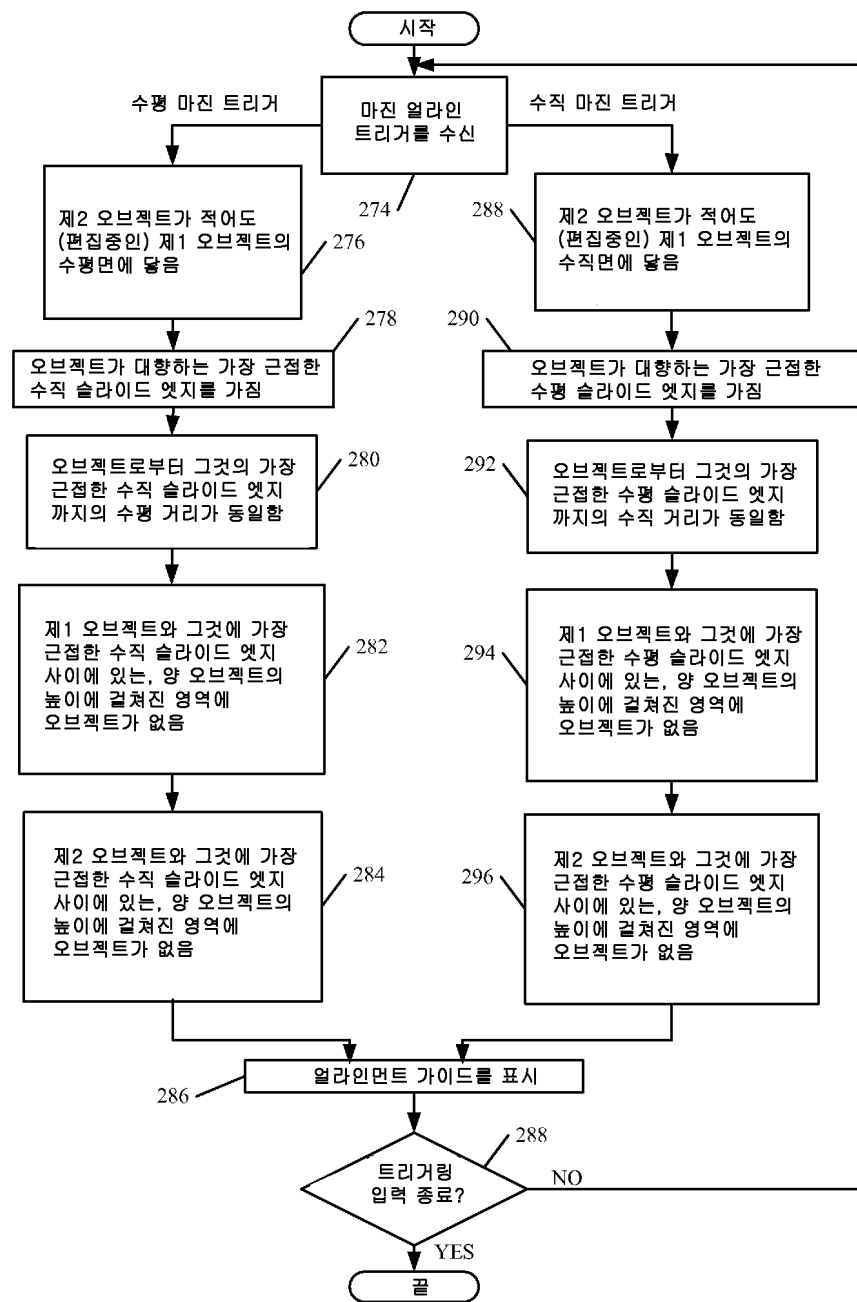 시작
수평 마진 트리거
마진 얼라인
트리거를 수신
수직 마진 트리거
274
제2 오브젝트가 적어도
(편집중인) 제1 오브젝트의
수평면에 닿음
276
288
제2 오브젝트가 적어도
(편집중인) 제1 오브젝트의
수직면에 닿음
278
오브젝트가 대향하는 가장 근접한
수직 슬라이드 엣지를 가짐
290
오브젝트가 대향하는 가장 근접한
수평 슬라이드 엣지를 가짐
오브젝트로부터 그것의 가장
근접한 수직 슬라이드 엣지
까지의 수평 거리가 동일함
280
292
오브젝트로부터 그것의 가장
근접한 수평 슬라이드 엣지
까지의 수직 거리가 동일함
제1 오브젝트와 그것에 가장
근접한 수직 슬라이드 엣지
사이에 있는, 양 오브젝트의
높이에 걸쳐진 영역에
오브젝트가 없음
282
294
제1 오브젝트와 그것에 가장
근접한 수평 슬라이드 엣지
사이에 있는, 양 오브젝트의
높이에 걸쳐진 영역에
오브젝트가 없음
제2 오브젝트와 그것에 가장
근접한 수직 슬라이드 엣지
사이에 있는, 양 오브젝트의
높이에 걸쳐진 영역에
오브젝트가 없음
284
296
제2 오브젝트와 그것에 가장
근접한 수평 슬라이드 엣지
사이에 있는, 양 오브젝트의
높이에 걸쳐진 영역에
오브젝트가 없음
얼라인먼트 가이드를 표시
286
288
트리거링
입력 종료?
NO
YES
끝